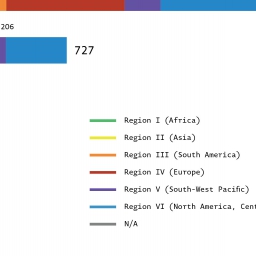 206
727
Region I (Africa)
Region II (Asia)
Region III (South America)
Region IV (Europe)
Region V (South-West Pacific)
Region VI (North America, Cent
N/A